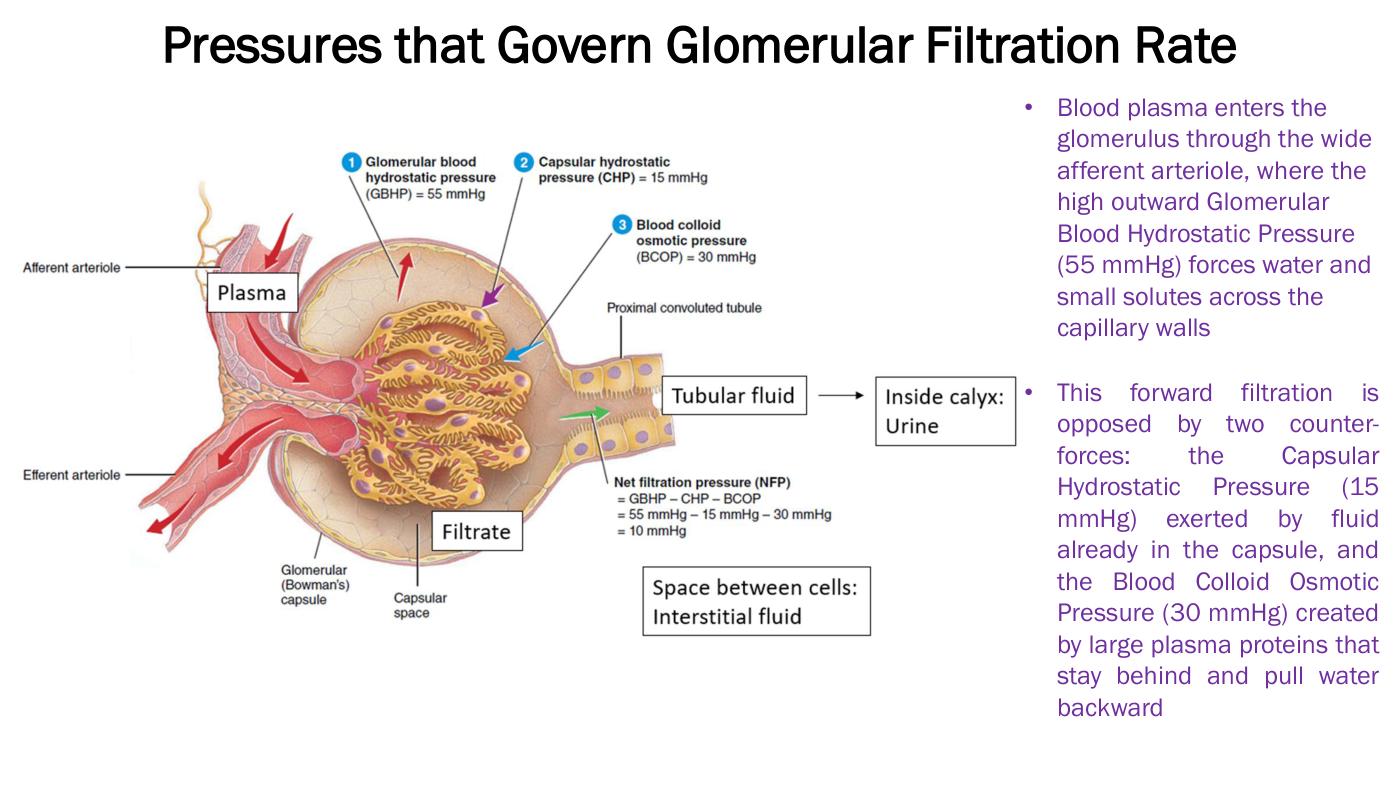 Pressures that Govern Glomerular Filtration Rate
1 Glomerular blood
hydrostatic pressure
(GBHP) = 55 mmHg
2 Capsular hydrostatic
pressure (CHP) = 15 mmHg
3 Blood colloid
osmotic pressure
(BCOP) = 30 mmHg
Afferent arteriole
Plasma
Proximal convoluted tubule
Tubular fluid
Inside calyx:
Urine
Efferent arteriole
Net filtration pressure (NFP)
= GBHP – CHP – BCOP
= 55 mmHg – 15 mmHg – 30 mmHg
= 10 mmHg
Filtrate
Glomerular
(Bowman's)
capsule
Capsular
space
Space between cells:
Interstitial fluid
• Blood plasma enters the
glomerulus through the wide
afferent arteriole, where the
high outward Glomerular
Blood Hydrostatic Pressure
(55 mmHg) forces water and
small solutes across the
capillary walls
• This forward filtration is
opposed by two counter-
forces: the Capsular
Hydrostatic Pressure (15
mmHg) exerted by fluid
already in the capsule, and
the Blood Colloid Osmotic
Pressure (30 mmHg) created
by large plasma proteins that
stay behind and pull water
backward